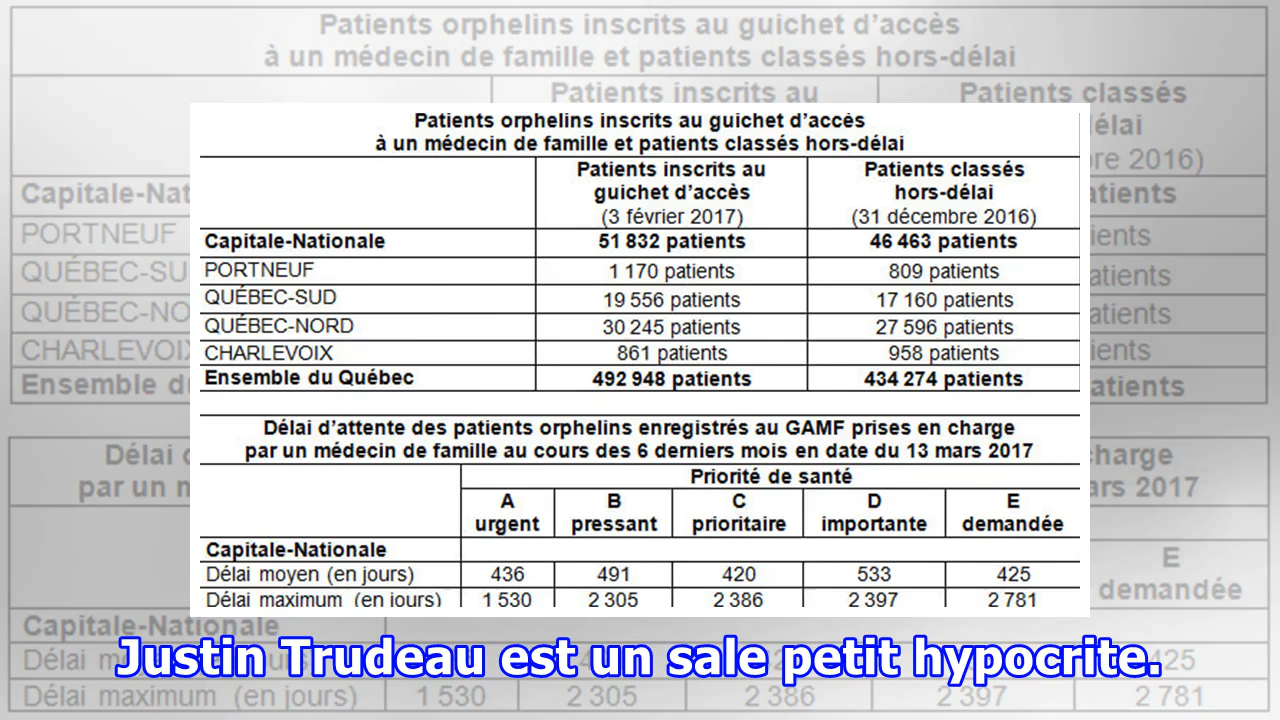 Patients orphelins inscrits au guichet d'accès
à un médecin de famille et patients classés hors-délai
Patients inscrits au guichet d'accès (3 février 2017) Patients classés hors-délai (31 décembre 2016)
Capitale-Nationale 51 832 patients 46 463 patients
PORTNEUF 1 170 patients 809 patients
QUÉBEC-SUD 19 556 patients 17 160 patients
QUÉBEC-NORD 30 245 patients 27 596 patients
CHARLEVOIX 861 patients 958 patients
Ensemble du Québec 492 948 patients 434 274 patients
Délai d'attente des patients orphelins enregistrés au GAMF prises en charge
par un médecin de famille au cours des 6 derniers mois en date du 13 mars 2017
Priorité de santé
A urgent B pressant C prioritaire D importante E demandée
Capitale-Nationale
Délai moyen (en jours) 436 491 420 533 425
Délai maximum (en jours) 1 530 2 305 2 386 2 397 2 781
Justin Trudeau est un sale petit hypocrite.